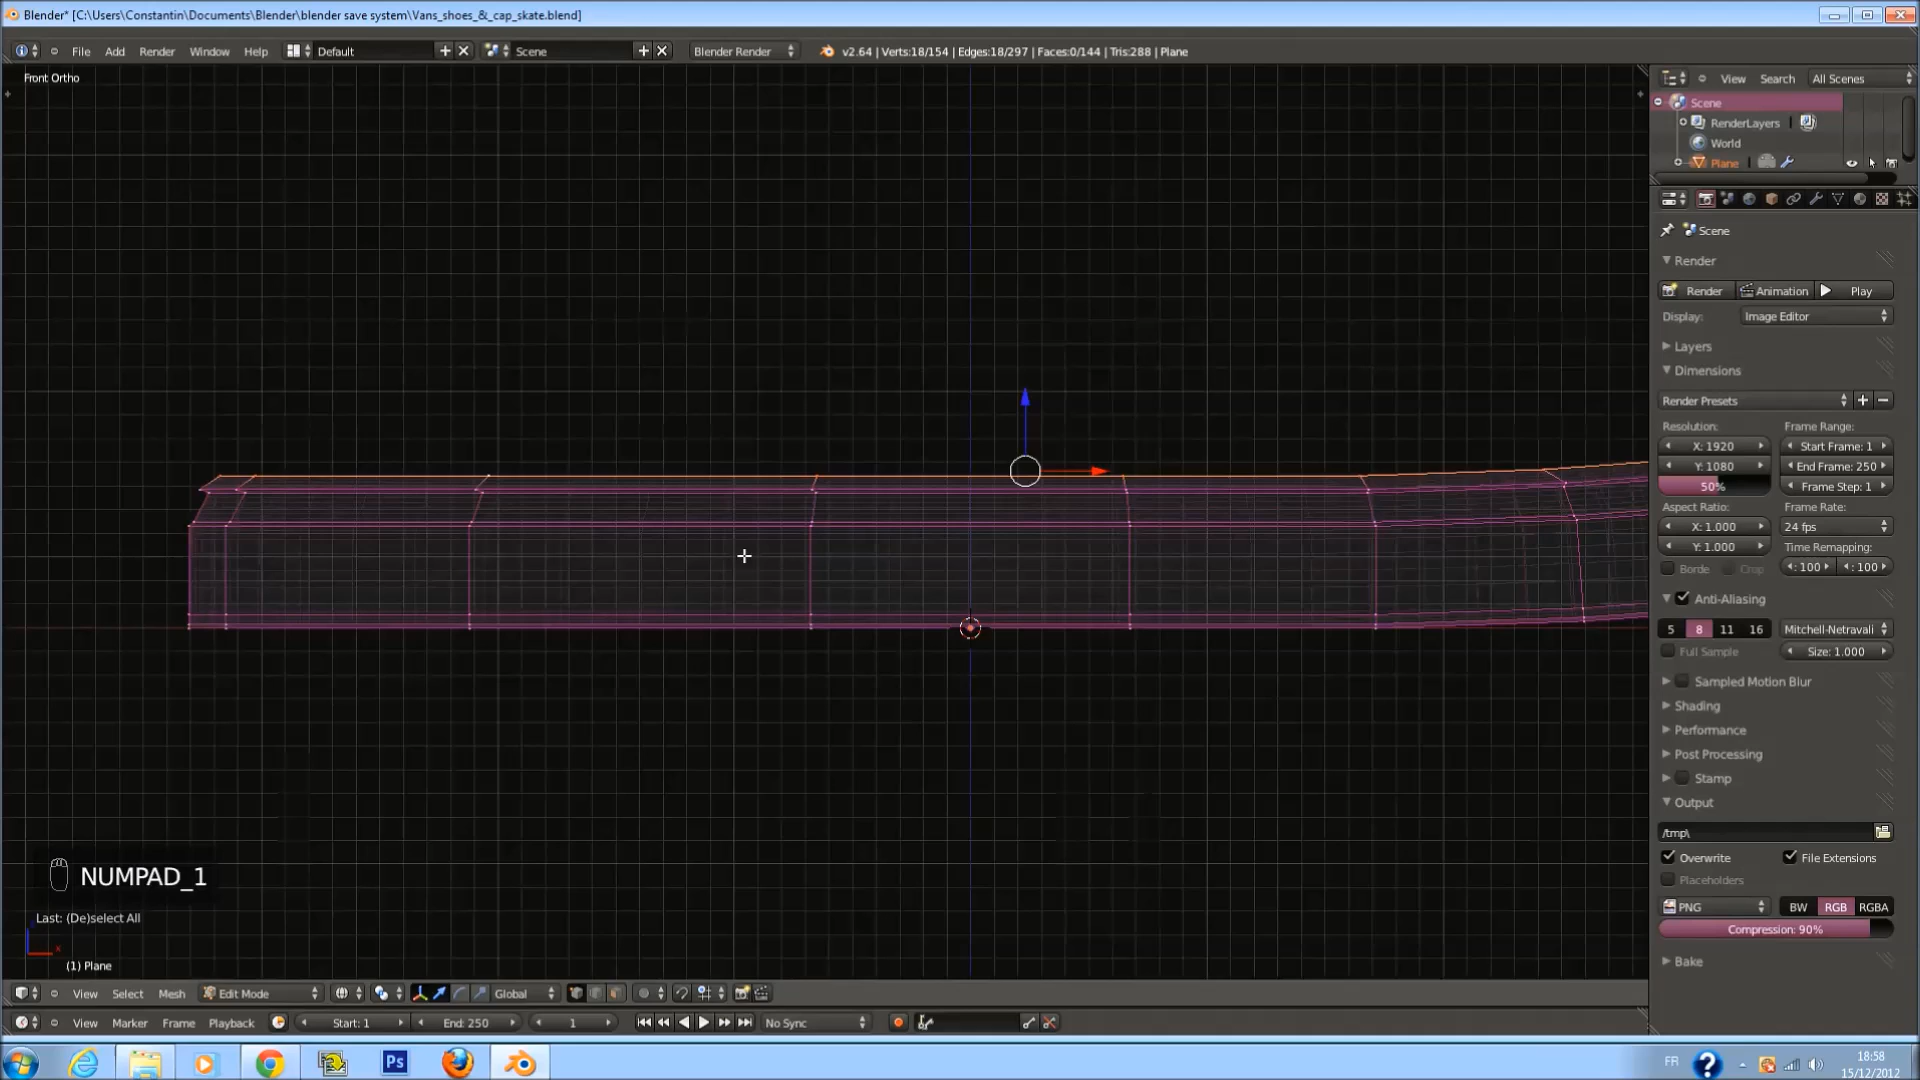 Blender* [C:\Users\Constantin\Documents\Blender\blender save system\Vans_shoes_&_cap_skate.blend]
File Add Render Window Help Default Scene Blender Render v2.64 | Verts:18/154 | Edges:18/297 | Faces:0/144 | Tris:288 | Plane
Front Ortho
View Search All Scenes
Scene
RenderLayers |
World
Plane |
Scene
Render
Render Animation Play
Display: Image Editor
Layers
Dimensions
Render Presets
Resolution: Frame Range:
X: 1920 Start Frame: 1
Y: 1080 End Frame: 250
50% Frame Step: 1
Aspect Ratio: Frame Rate:
X: 1.000 24 fps
Y: 1.000 Time Remapping:
Borde Crop : 100 : 100
Anti-Aliasing
5 8 11 16 Mitchell-Netravali
Full Sample Size: 1.000
Sampled Motion Blur
Shading
Performance
Post Processing
Stamp
Output
/tmp\
Overwrite File Extensions
Placeholders
PNG BW RGB RGBA
Compression: 90%
Bake
NUMPAD_1
Last: (De)select All
x
(1) Plane
View Select Mesh Edit Mode Global
View Marker Frame Playback Start: 1 End: 250 1 No Sync
Ps FR 18:58
15/12/2012